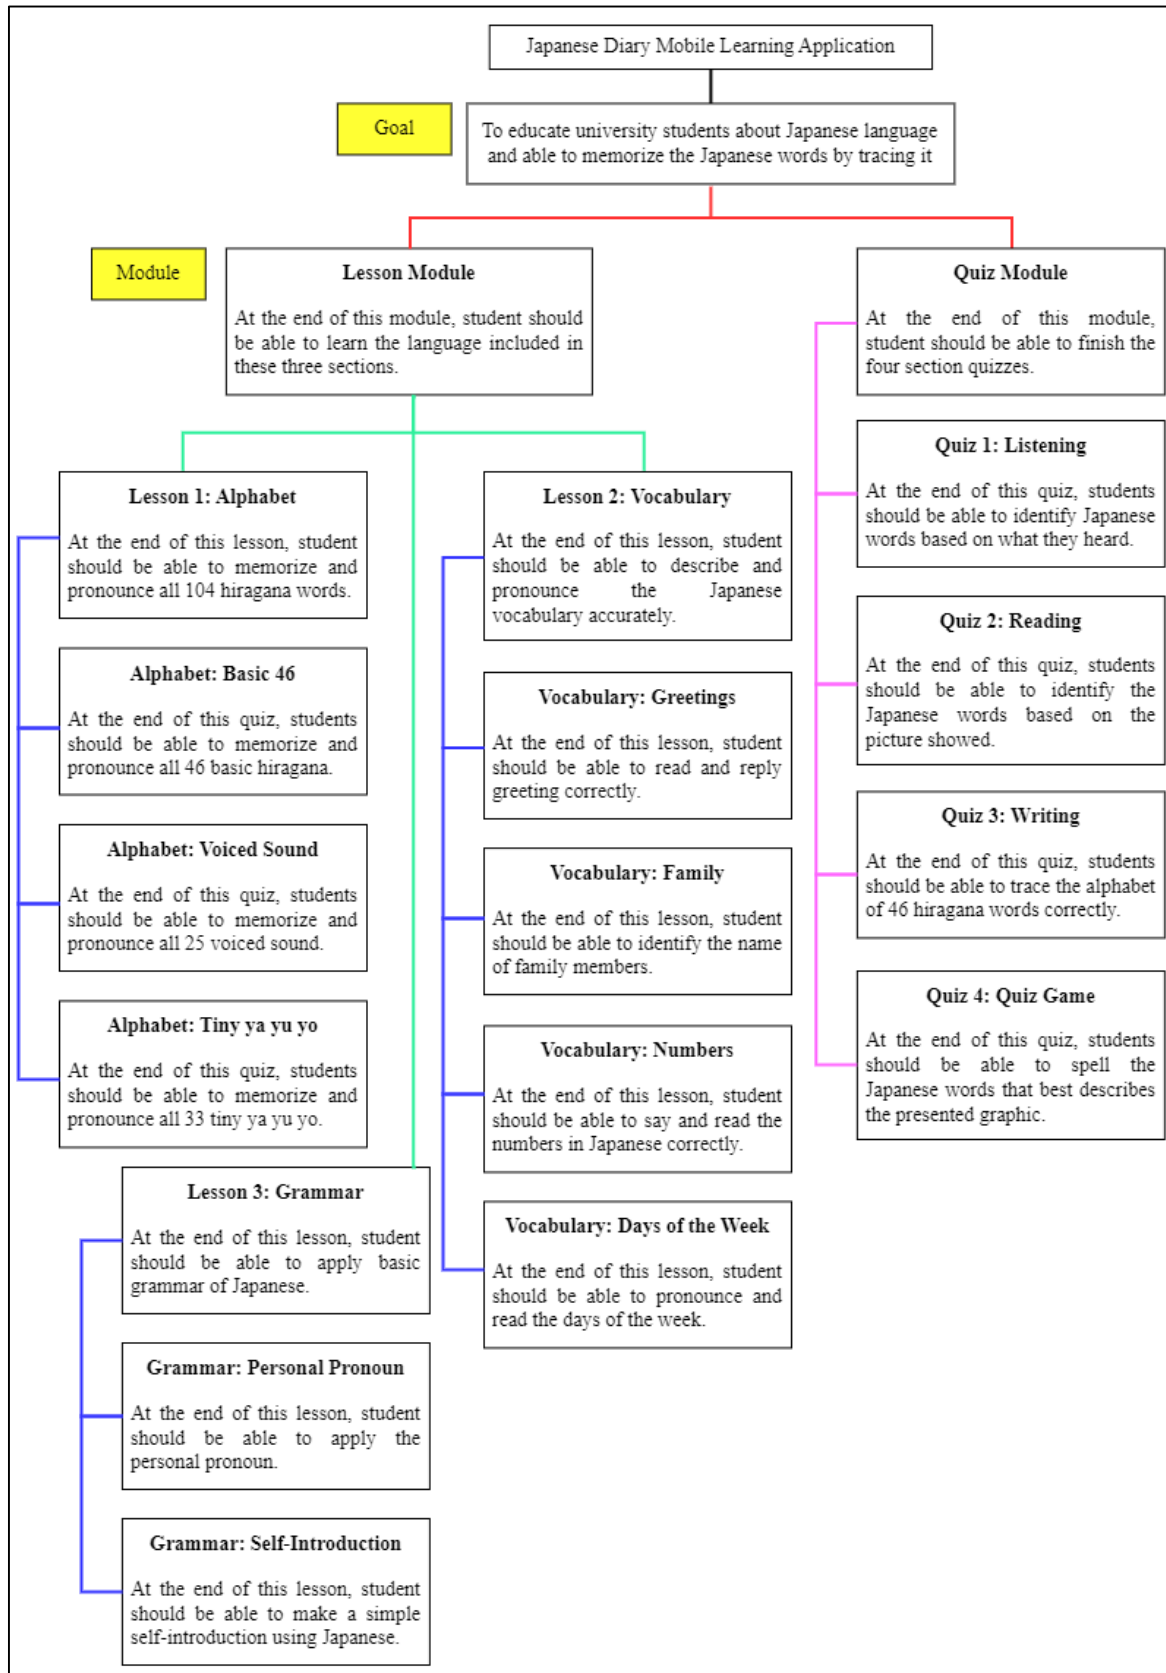 Japanese Diary Mobile Learning Application
Goal
To educate university students about Japanese language
and able to memorize the Japanese words by tracing it
Module
Lesson Module
At the end of this module, student should
be able to learn the language included in
these three sections.
Quiz Module
At the end of this module,
student should be able to finish the
four section quizzes.
Lesson 1: Alphabet
At the end of this lesson, student
should be able to memorize and
pronounce all 104 hiragana words.
Alphabet: Basic 46
At the end of this quiz, students
should be able to memorize and
pronounce all 46 basic hiragana.
Alphabet: Voiced Sound
At the end of this quiz, students
should be able to memorize and
pronounce all 25 voiced sound.
Alphabet: Tiny ya yu yo
At the end of this quiz, students
should be able to memorize and
pronounce all 33 tiny ya yu yo.
Lesson 2: Vocabulary
At the end of this lesson, student
should be able to describe and
pronounce the Japanese
vocabulary accurately.
Vocabulary: Greetings
At the end of this lesson, student
should be able to read and reply
greeting correctly.
Vocabulary: Family
At the end of this lesson, student
should be able to identify the name
of family members.
Vocabulary: Numbers
At the end of this lesson, student
should be able to say and read the
numbers in Japanese correctly.
Vocabulary: Days of the Week
At the end of this lesson, student
should be able to pronounce and
read the days of the week.
Lesson 3: Grammar
At the end of this lesson, student
should be able to apply basic
grammar of Japanese.
Grammar: Personal Pronoun
At the end of this lesson, student
should be able to apply the
personal pronoun.
Grammar: Self-Introduction
At the end of this lesson, student
should be able to make a simple
self-introduction using Japanese.
Quiz 1: Listening
At the end of this quiz, students
should be able to identify Japanese
words based on what they heard.
Quiz 2: Reading
At the end of this quiz, students
should be able to identify the
Japanese words based on the
picture showed.
Quiz 3: Writing
At the end of this quiz, students
should be able to trace the alphabet
of 46 hiragana words correctly.
Quiz 4: Quiz Game
At the end of this quiz, students
should be able to spell the
Japanese words that best describes
the presented graphic.